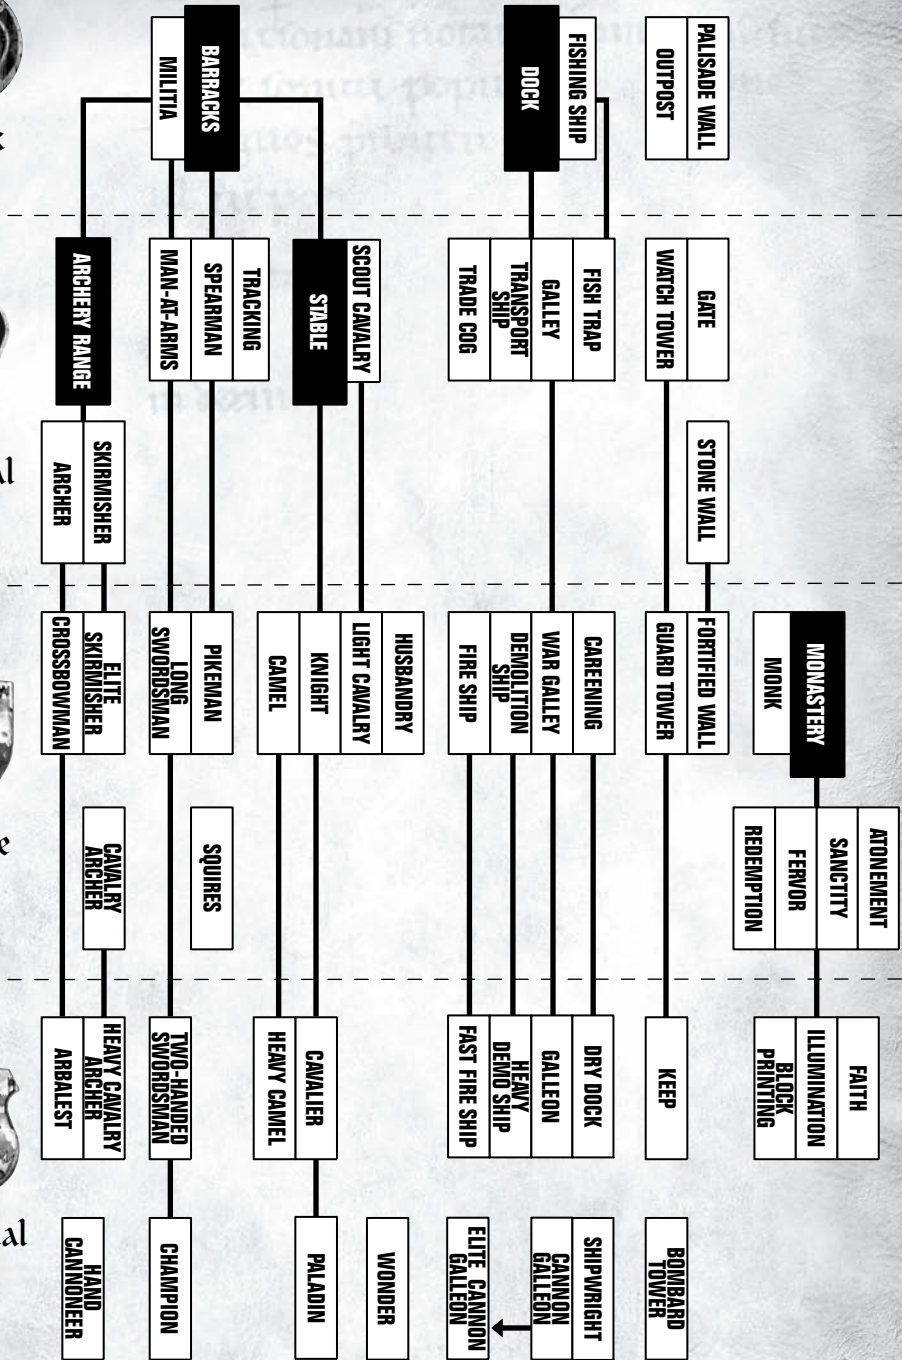 MONASTERY
MONK
ATONEMENT
SANCTITY
FERVOR
REDEMPTION
FAITH
ILLUMINATION
BLOCK
PRINTING
PALISADE WALL
OUTPOST
GATE
WATCH TOWER
STONE WALL
FORTIFIED WALL
GUARD TOWER
KEEP
BOMBARD
TOWER
FISHING SHIP
DOCK
FISH TRAP
GALLEY
TRANSPORT
SHIP
TRADE COG
CAREENING
WAR GALLEY
DEMOLITION
SHIP
FIRE SHIP
DRY DOCK
GALLEON
HEAVY
DEMO SHIP
FAST FIRE SHIP
SHIPWRIGHT
CANNON
GALLEON
ELITE CANNON
GALLEON
WONDER
SCOUT CAVALRY
STABLE
HUSBANDRY
LIGHT CAVALRY
KNIGHT
CAMEL
CAVALIER
HEAVY CAMEL
PALADIN
BARRACKS
MILITIA
TRACKING
SPEARMAN
MAN-AT-ARMS
PIKEMAN
LONG
SWORDSMAN
SQUIRES
TWO-HANDED
SWORDSMAN
CHAMPION
ARCHERY RANGE
SKIRMISHER
ARCHER
ELITE
SKIRMISHER
CROSSBOWMAN
CAVALRY
ARCHER
HEAVY CAVALRY
ARCHER
ARBALEST
HAND
CANNONEER